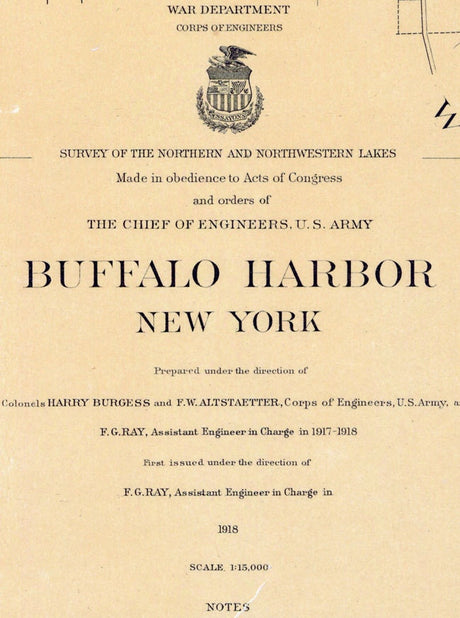 WAR DEPARTMENT
CORPS OF ENGINEERS
ESSAYONS
SURVEY OF THE NORTHERN AND NORTHWESTERN LAKES
Made in obedience to Acts of Congress
and orders of
THE CHIEF OF ENGINEERS, U. S. ARMY
BUFFALO HARBOR
NEW YORK
Prepared under the direction of
Colonels HARRY BURGESS and F. W. ALTSTAETTER, Corps of Engineers, U. S. Army, a
F. G. RAY, Assistant Engineer in Charge in 1917-1918
First issued under the direction of
F. G. RAY, Assistant Engineer in Charge in
1918
SCALE, 1:15,000
NOTES